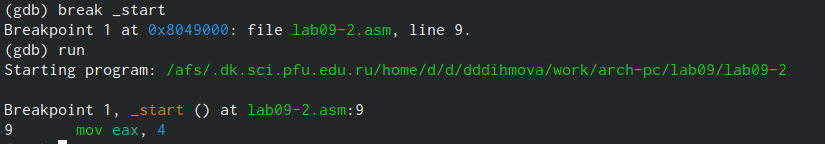 (gdb) break _start
Breakpoint 1 at 0x8049000: file lab09-2.asm, line 9.
(gdb) run
Starting program: /afs/.dk.sci.pfu.edu.ru/home/d/d/dddihmova/work/arch-pc/lab09/lab09-2
Breakpoint 1, _start () at lab09-2.asm:9
9 mov eax, 4